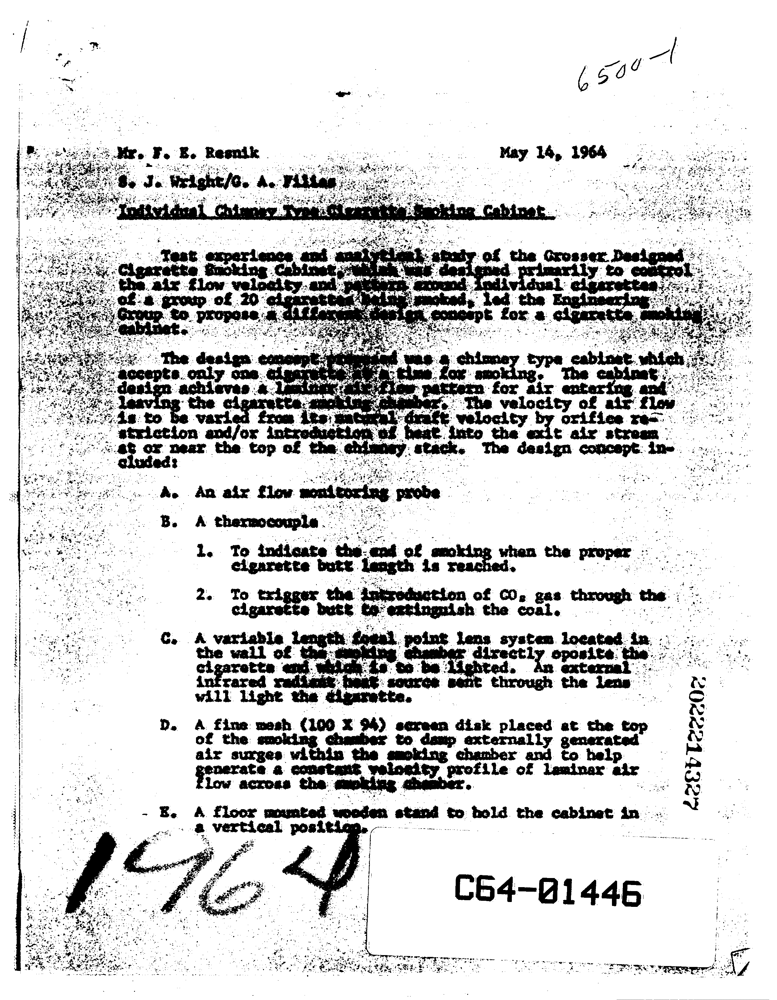 6500-1
Mr. F. E. Resnik May 14, 1964
S. J. Wright/G. A. Filias
Individual Chimney Type Cigarette Smoking Cabinet
Test experience and analytical study of the Grosser Designed
Cigarette Smoking Cabinet, which was designed primarily to control
the air flow velocity and pattern around individual cigarettes
of a group of 20 cigarettes being smoked, led the Engineering
Group to propose a different design concept for a cigarette smoking
cabinet.
The design concept proposed was a chimney type cabinet which
accepts only one cigarette at a time for smoking. The cabinet
design achieves a laminar air flow pattern for air entering and
leaving the cigarette smoking chamber. The velocity of air flow
is to be varied from its natural draft velocity by orifice re-
striction and/or introduction of heat into the exit air stream
at or near the top of the chimney stack. The design concept in-
cluded:
A. An air flow monitoring probe
B. A thermocouple
1. To indicate the end of smoking when the proper
cigarette butt length is reached.
2. To trigger the introduction of CO₂ gas through the
cigarette butt to extinguish the coal.
C. A variable length focal point lens system located in
the wall of the smoking chamber directly oposite the
cigarette end which is to be lighted. An external
infrared radiant heat source sent through the lens
will light the cigarette.
D. A fine mesh (100 X 94) screen disk placed at the top
of the smoking chamber to damp externally generated
air surges within the smoking chamber and to help
generate a constant velocity profile of laminar air
flow across the smoking chamber.
E. A floor mounted wooden stand to hold the cabinet in
a vertical position.
2022214327
1964
C64-01446